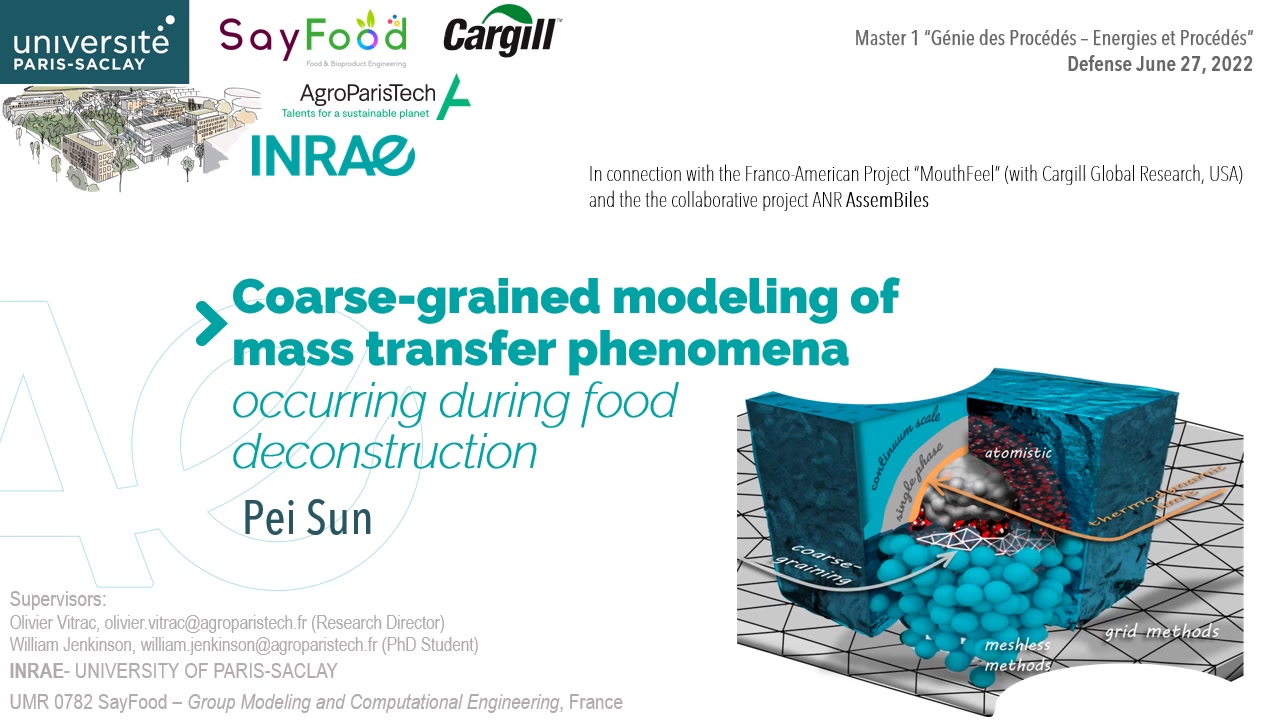 université
PARIS-SACLAY
SayFood
Food & Bioproduct Engineering
Cargill™
AgroParisTech
Talents for a sustainable planet
INRAE
Master 1 “Génie des Procédés – Energies et Procédés”
Defense June 27, 2022
In connection with the Franco-American Project “MouthFeel” (with Cargill Global Research, USA)
and the the collaborative project ANR AssemBiles
Coarse-grained modeling of
mass transfer phenomena
occurring during food
deconstruction
Pei Sun
continuum scale
single phase
atomistic
thermodynamic
limit
coarse-
graining
meshless
methods
grid methods
Supervisors:
Olivier Vitrac, olivier.vitrac@agroparistech.fr (Research Director)
William Jenkinson, william.jenkinson@agroparistech.fr (PhD Student)
INRAE- UNIVERSITY OF PARIS-SACLAY
UMR 0782 SayFood – Group Modeling and Computational Engineering, France